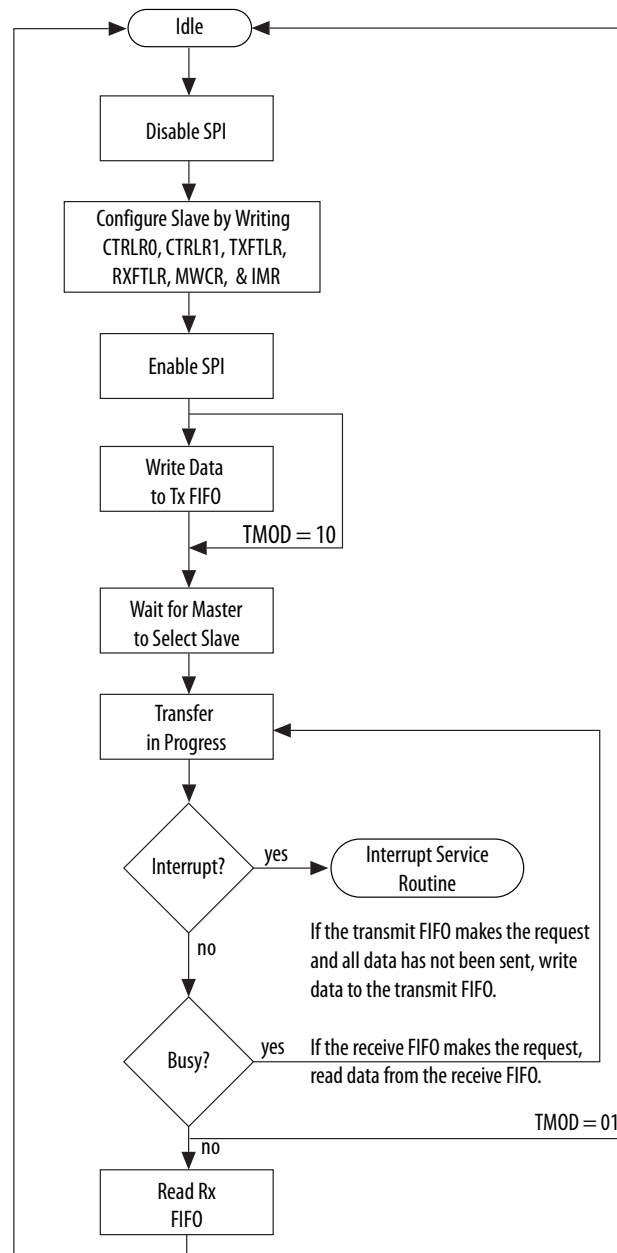 Idle
Disable SPI
Configure Slave by Writing
CTRLR0, CTRLR1, TXFTLR,
RXFTLR, MWCR, & IMR
Enable SPI
Write Data
to Tx FIFO
TMOD = 10
Wait for Master
to Select Slave
Transfer
in Progress
Interrupt?
yes
Interrupt Service
Routine
no
If the transmit FIFO makes the request
and all data has not been sent, write
data to the transmit FIFO.
Busy?
yes
If the receive FIFO makes the request,
read data from the receive FIFO.
TMOD = 01
no
Read Rx
FIFO